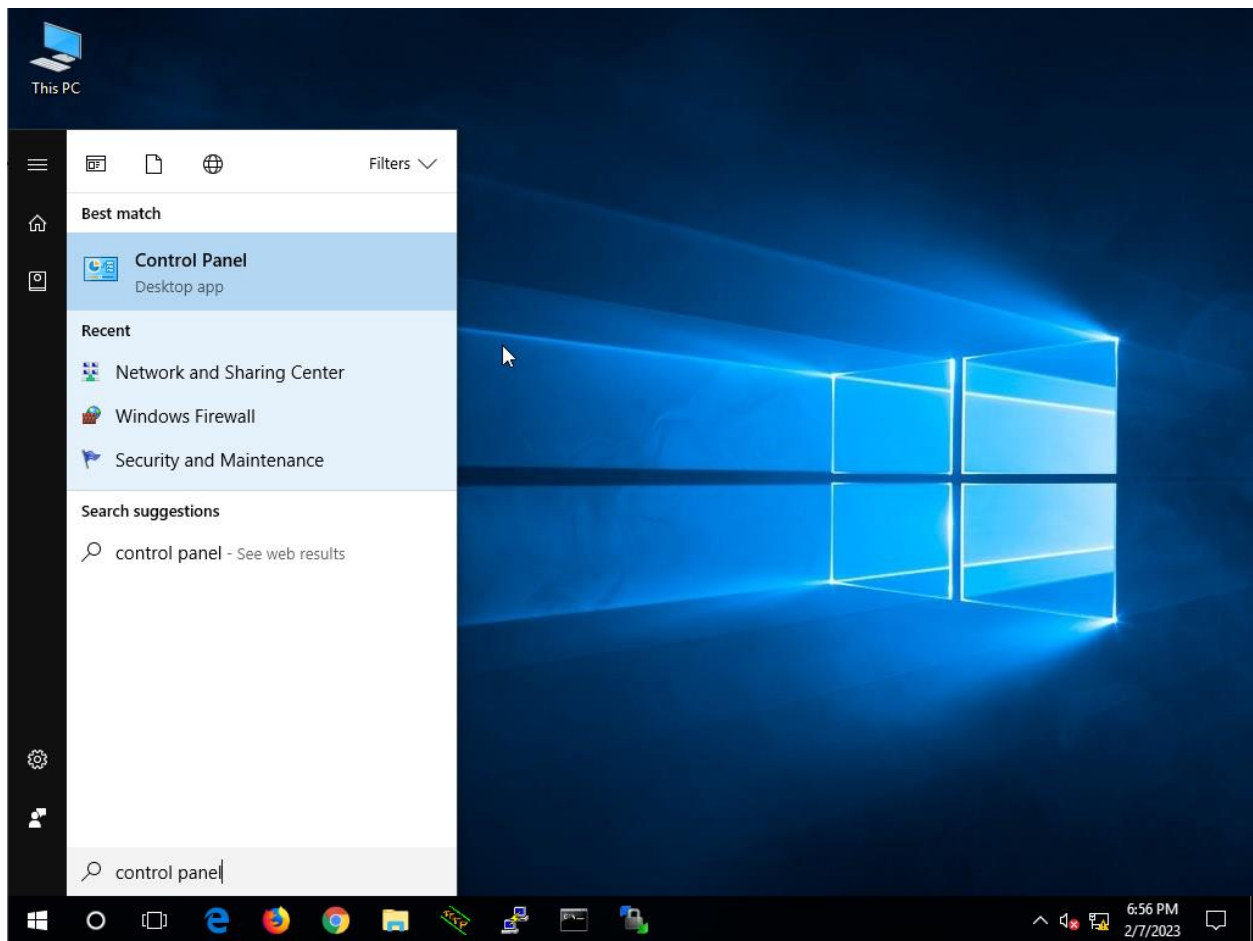 This PC
Filters
Best match
Control Panel
Desktop app
Recent
Network and Sharing Center
Windows Firewall
Security and Maintenance
Search suggestions
control panel - See web results
control panel
6:56 PM
2/7/2023